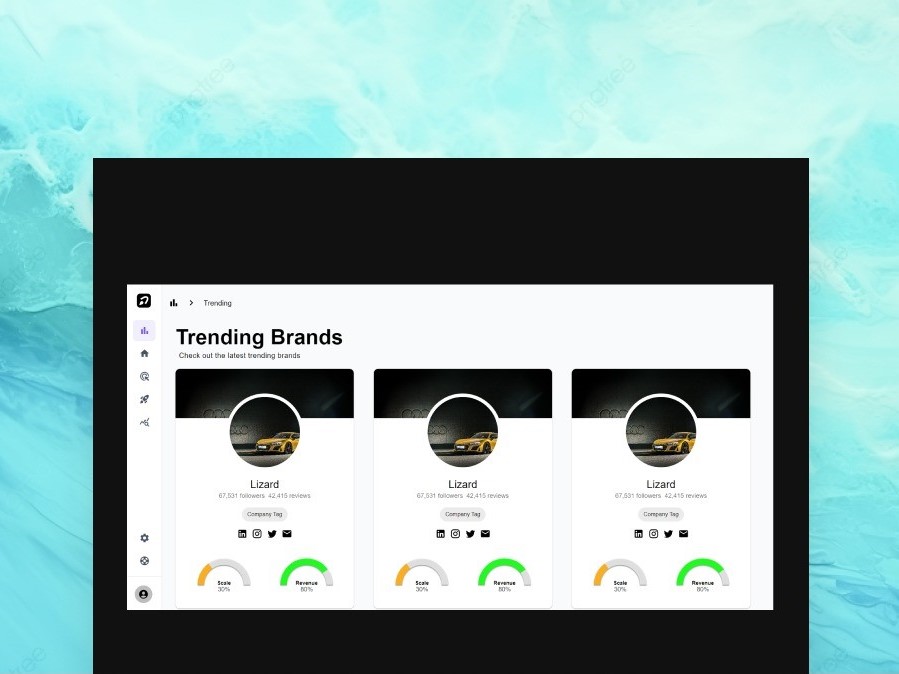 Trending
Trending Brands
Check out the latest trending brands
Lizard
67,531 followers 42,415 reviews
Company Tag
Scale
30%
Revenue
80%
Lizard
67,531 followers 42,415 reviews
Company Tag
Scale
30%
Revenue
80%
Lizard
67,531 followers 42,415 reviews
Company Tag
Scale
30%
Revenue
80%
pngtree
pngtree